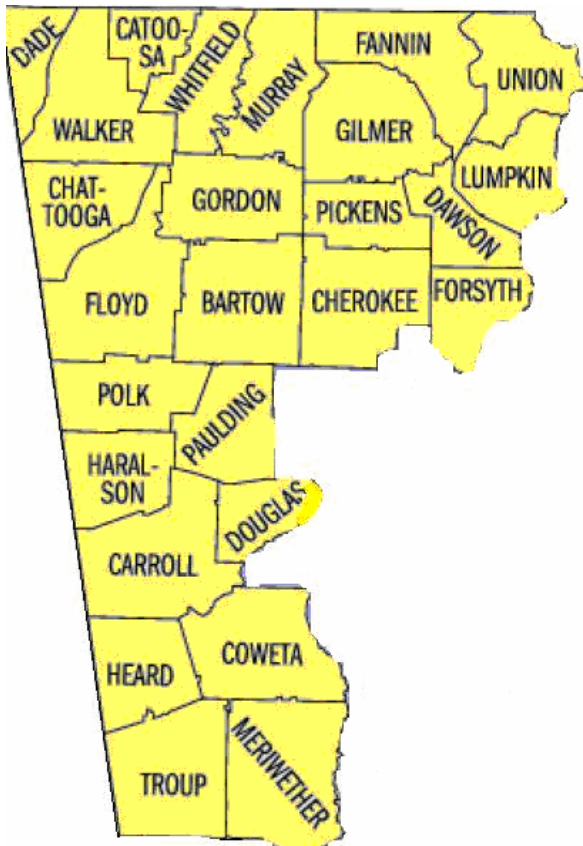 DADE
CATOO-
SA
WHITFIELD
MURRAY
FANNIN
UNION
WALKER
GILMER
CHAT-
TOOGA
GORDON
PICKENS
DAWSON
LUMPKIN
FLOYD
BARTOW
CHEROKEE
FORSYTH
POLK
PAULDING
HARAL-
SON
DOUGLAS
CARROLL
HEARD
COWETA
TROUP
MERIWETHER